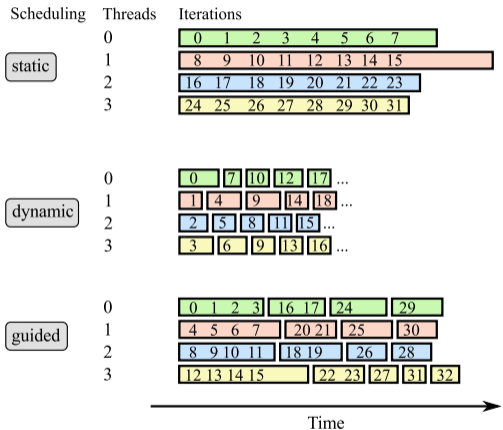 Scheduling Threads Iterations
0 0 1 2 3 4 5 6 7
static
1 8 9 10 11 12 13 14 15
2 16 17 18 19 20 21 22 23
3 24 25 26 27 28 29 30 31
0 0 7 10 12 17 ...
1 1 4 9 14 18 ...
dynamic
2 2 5 8 11 15 ...
3 3 6 9 13 16 ...
0 0 1 2 3 16 17 24 29
1 4 5 6 7 20 21 25 30
guided
2 8 9 10 11 18 19 26 28
3 12 13 14 15 22 23 27 31 32
Time